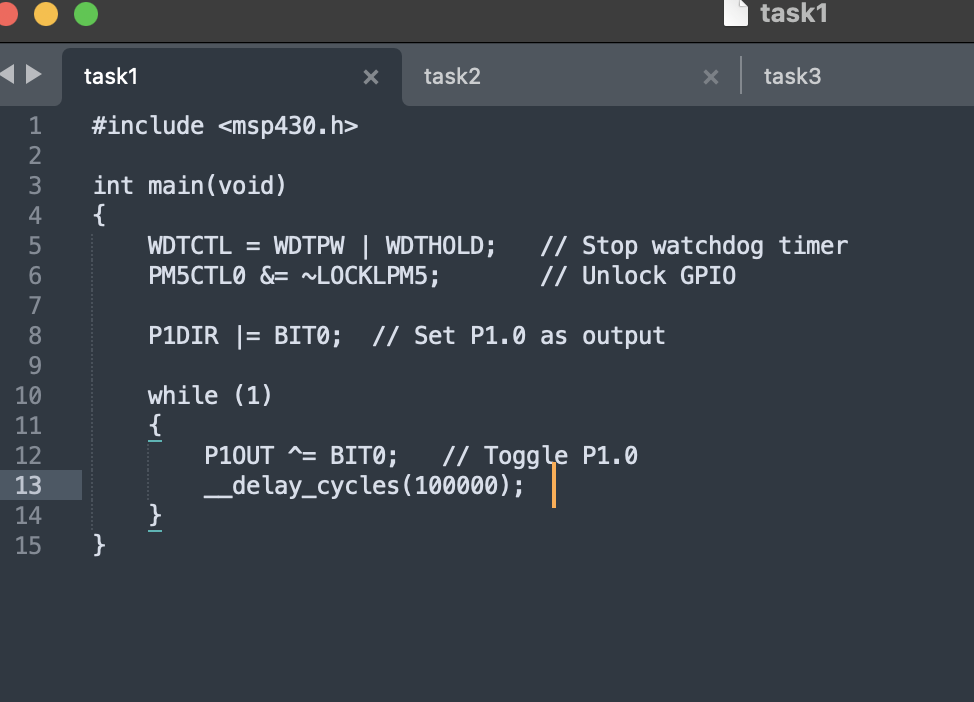 task1
task1 × task2 × task3
1 #include <msp430.h>
2
3 int main(void)
4 {
5     WDTCTL = WDTPW | WDTHOLD;   // Stop watchdog timer
6     PM5CTL0 &= ~LOCKLPM5;       // Unlock GPIO
7
8     P1DIR |= BIT0;  // Set P1.0 as output
9
10     while (1)
11     {
12         P1OUT ^= BIT0;   // Toggle P1.0
13         __delay_cycles(100000);
14     }
15 }